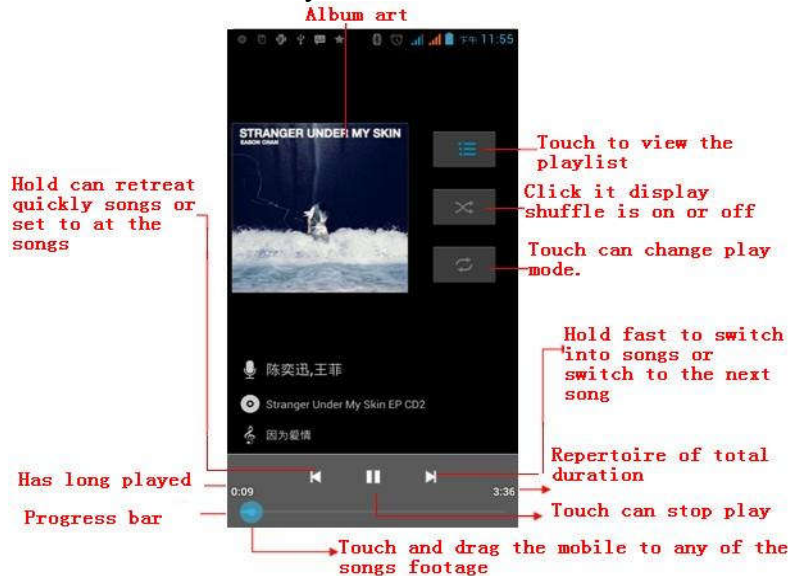 Album art
下午 11:55
STRANGER UNDER MY SKIN
EASON CHAN
Touch to view the
playlist
Hold can retreat
quickly songs or
set to at the
songs
Click it display
shuffle is on or off
Touch can change play
mode.
Hold fast to switch
into songs or
switch to the next
song
陈奕迅,王菲
Stranger Under My Skin EP CD2
因为爱情
Repertoire of total
duration
Has long played
0:09
3:36
Touch can stop play
Progress bar
Touch and drag the mobile to any of the
songs footage